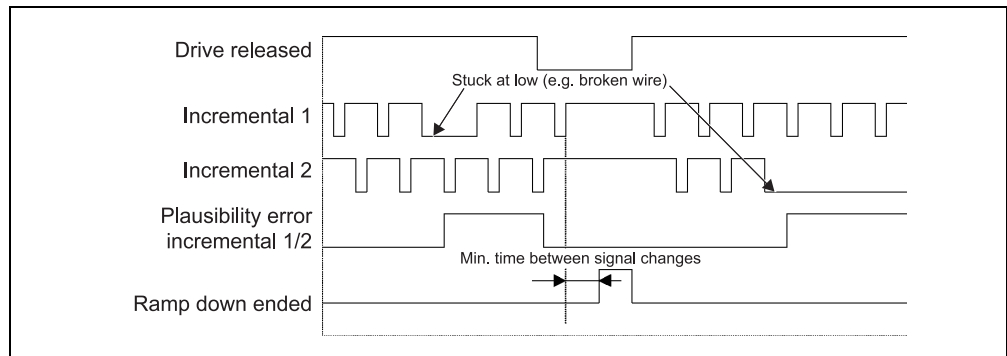 Drive released
Stuck at low (e.g. broken wire)
Incremental 1
Incremental 2
Plausibility error
incremental 1/2
Min. time between signal changes
Ramp down ended